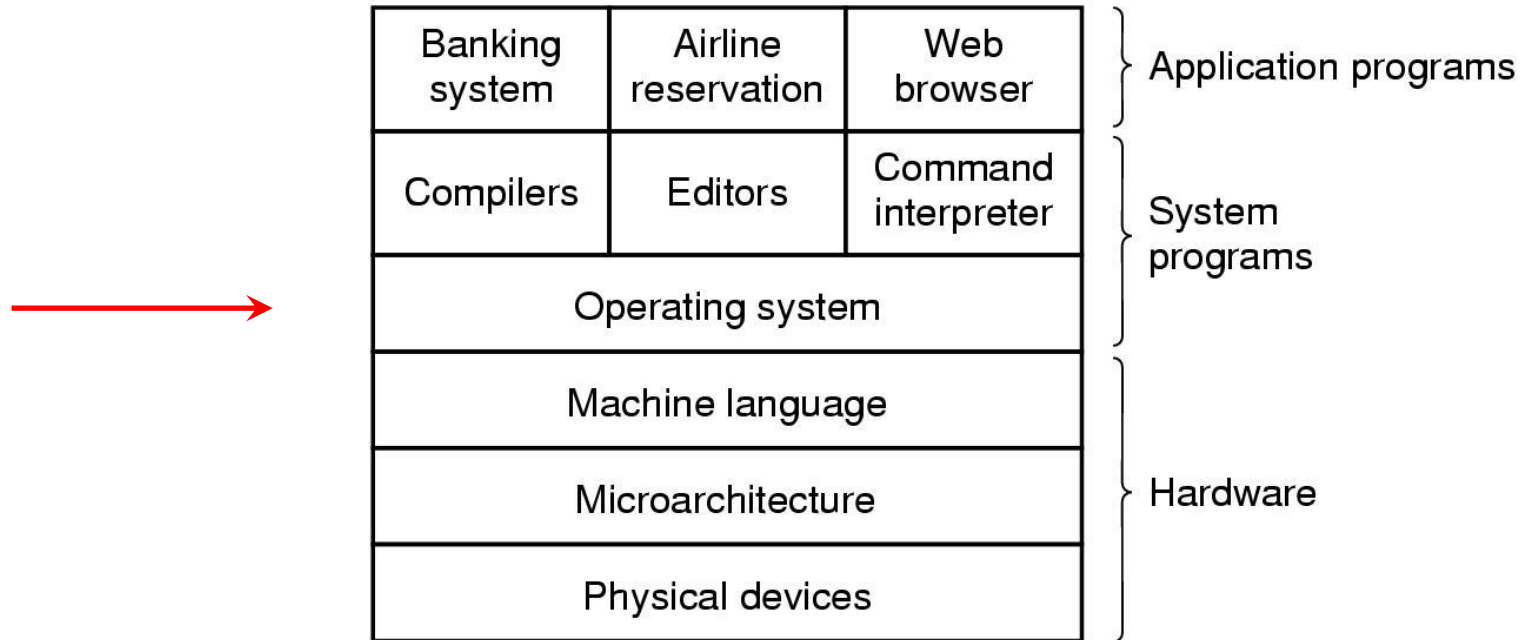 Banking
system
Airline
reservation
Web
browser
Application programs
Compilers
Editors
Command
interpreter
System
programs
Operating system
Machine language
Microarchitecture
Hardware
Physical devices